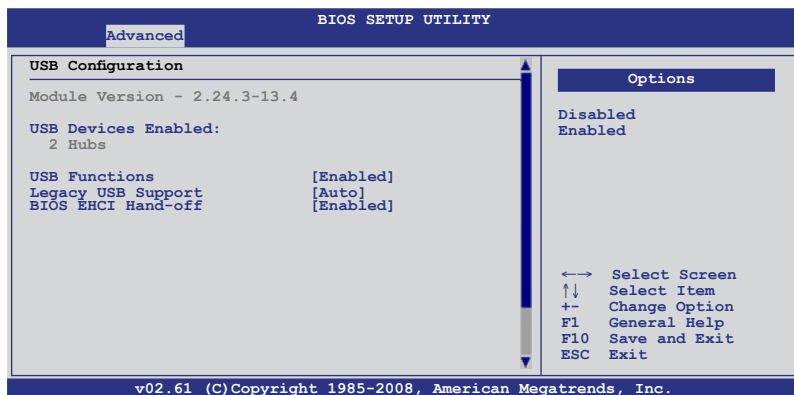 BIOS SETUP UTILITY
Advanced
USB Configuration
Module Version - 2.24.3-13.4
USB Devices Enabled:
2 Hubs
USB Functions [Enabled]
Legacy USB Support [Auto]
BIOS EHCI Hand-off [Enabled]
Options
Disabled
Enabled
←→ Select Screen
↑↓ Select Item
+- Change Option
F1 General Help
F10 Save and Exit
ESC Exit
v02.61 (C)Copyright 1985-2008, American Megatrends, Inc.